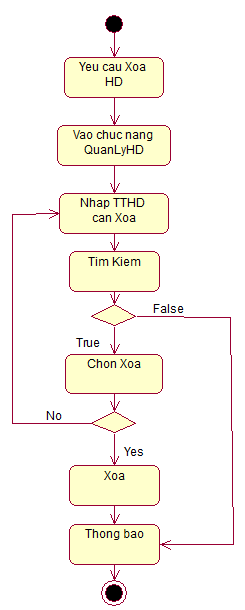 Yeu cau Xoa
HD
Vao chuc nang
QuanLyHD
Nhap TTHD
can Xoa
Tim Kiem
False
True
Chon Xoa
No
Yes
Xoa
Thong bao